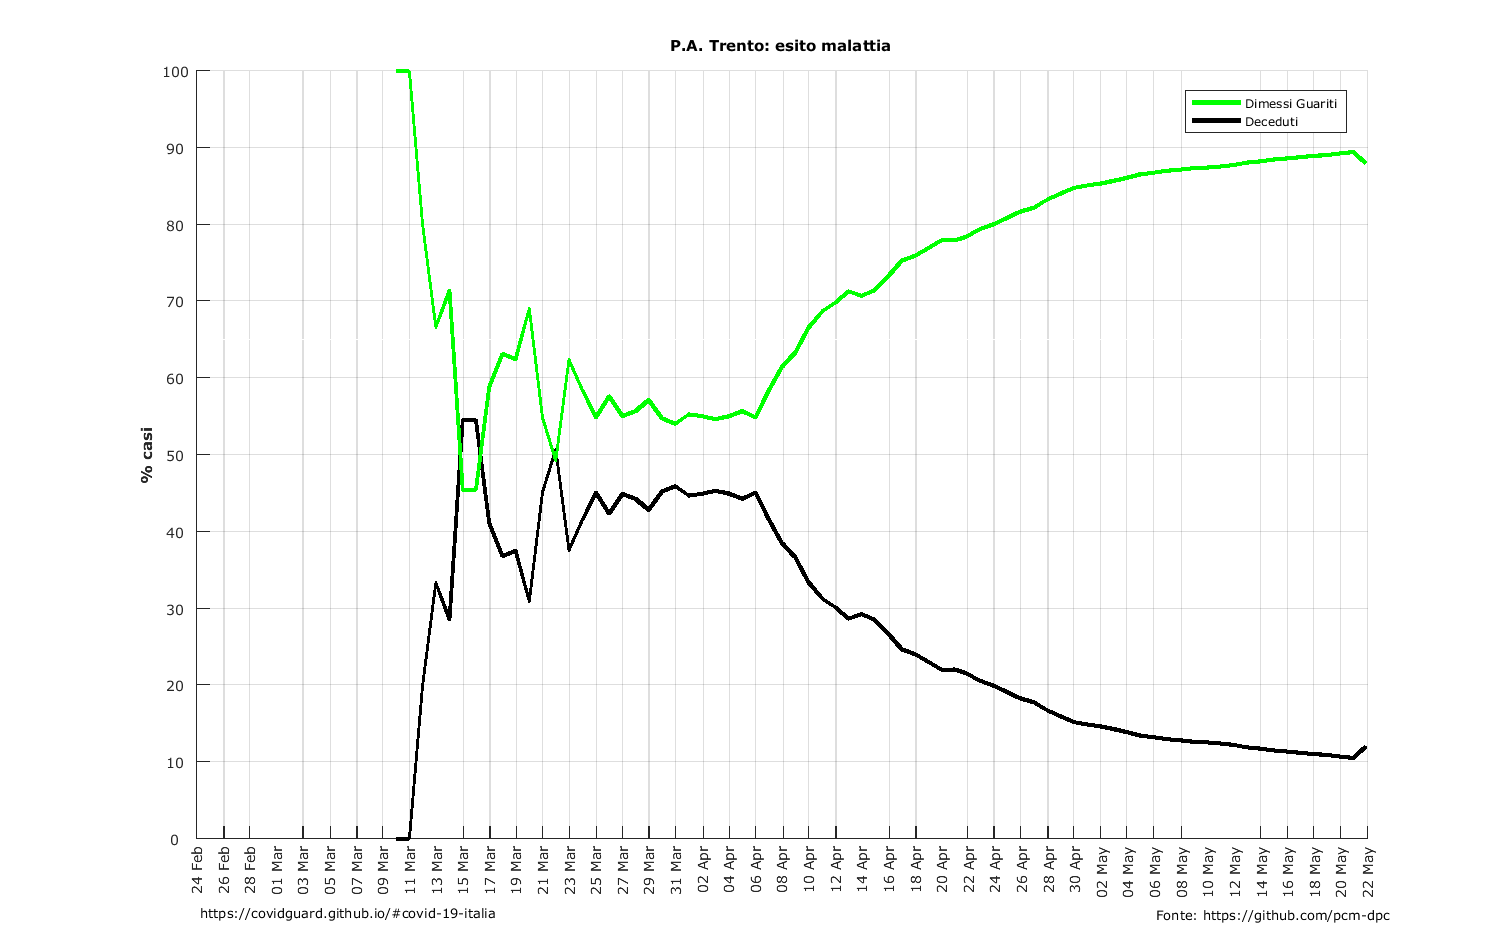 P.A. Trento: esito malattia
Dimessi Guariti
Deceduti
% casi
100
90
80
70
60
50
40
30
20
10
0
24 Feb
26 Feb
28 Feb
01 Mar
03 Mar
05 Mar
07 Mar
09 Mar
11 Mar
13 Mar
15 Mar
17 Mar
19 Mar
21 Mar
23 Mar
25 Mar
27 Mar
29 Mar
31 Mar
02 Apr
04 Apr
06 Apr
08 Apr
10 Apr
12 Apr
14 Apr
16 Apr
18 Apr
20 Apr
22 Apr
24 Apr
26 Apr
28 Apr
30 Apr
02 May
04 May
06 May
08 May
10 May
12 May
14 May
16 May
18 May
20 May
22 May
https://covidguard.github.io/#covid-19-italia
Fonte: https://github.com/pcm-dpc